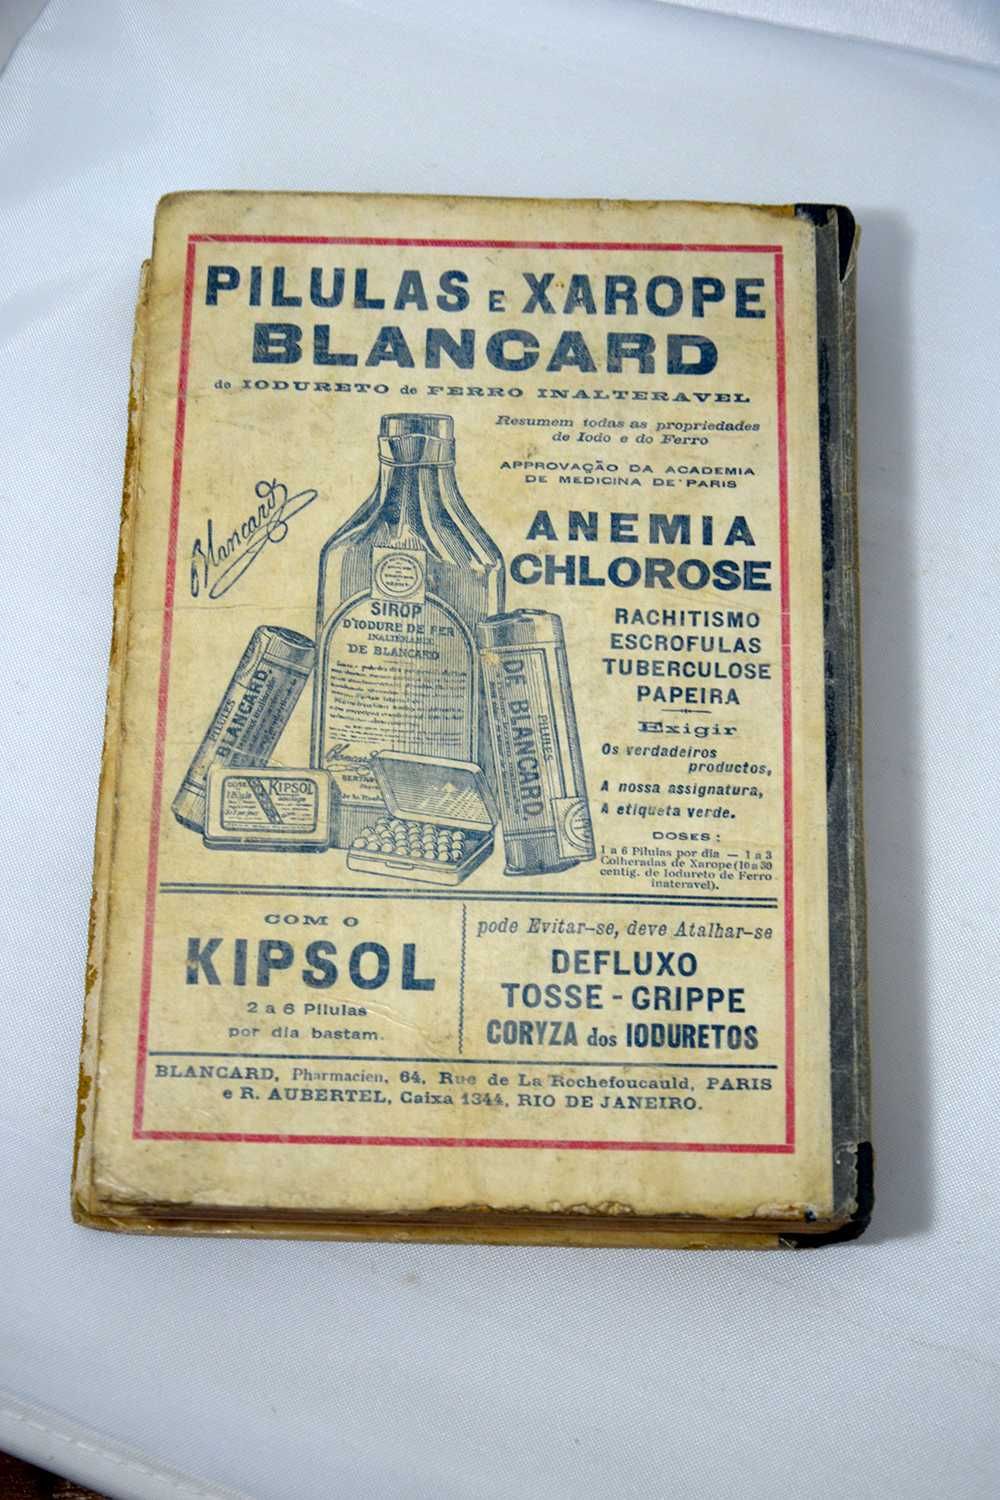 PILULAS E XAROPE
BLANCARD
de IODURETO de FERRO INALTERAVEL
Resumem todas as propriedades
de Iodo e do Ferro
APPROVAÇÃO DA ACADEMIA
DE MEDICINA DE PARIS
Blancard
ANEMIA
CHLOROSE
RACHITISMO
ESCROFULAS
TUBERCULOSE
PAPEIRA
Exigir
Os verdadeiros
productos,
A nossa assignatura,
A etiqueta verde.
DOSES:
1 a 6 Pilulas por dia — 1 a 3
Colheradas de Xarope (10 a 30
centig. de Iodureto de Ferro
inateravel).
SIROP
D'IODURE DE FER
INALTÉRABLE
DE BLANCARD
PILULES
BLANCARD.
PILULES
DE BLANCARD.
KIPSOL
COM O
KIPSOL
2 a 6 Pilulas
por dia bastam.
pode Evitar-se, deve Atalhar-se
DEFLUXO
TOSSE - GRIPPE
CORYZA dos IODURETOS
BLANCARD, Pharmacien, 64, Rue de La Rochefoucauld, PARIS
e R. AUBERTEL, Caixa 1344, RIO DE JANEIRO.